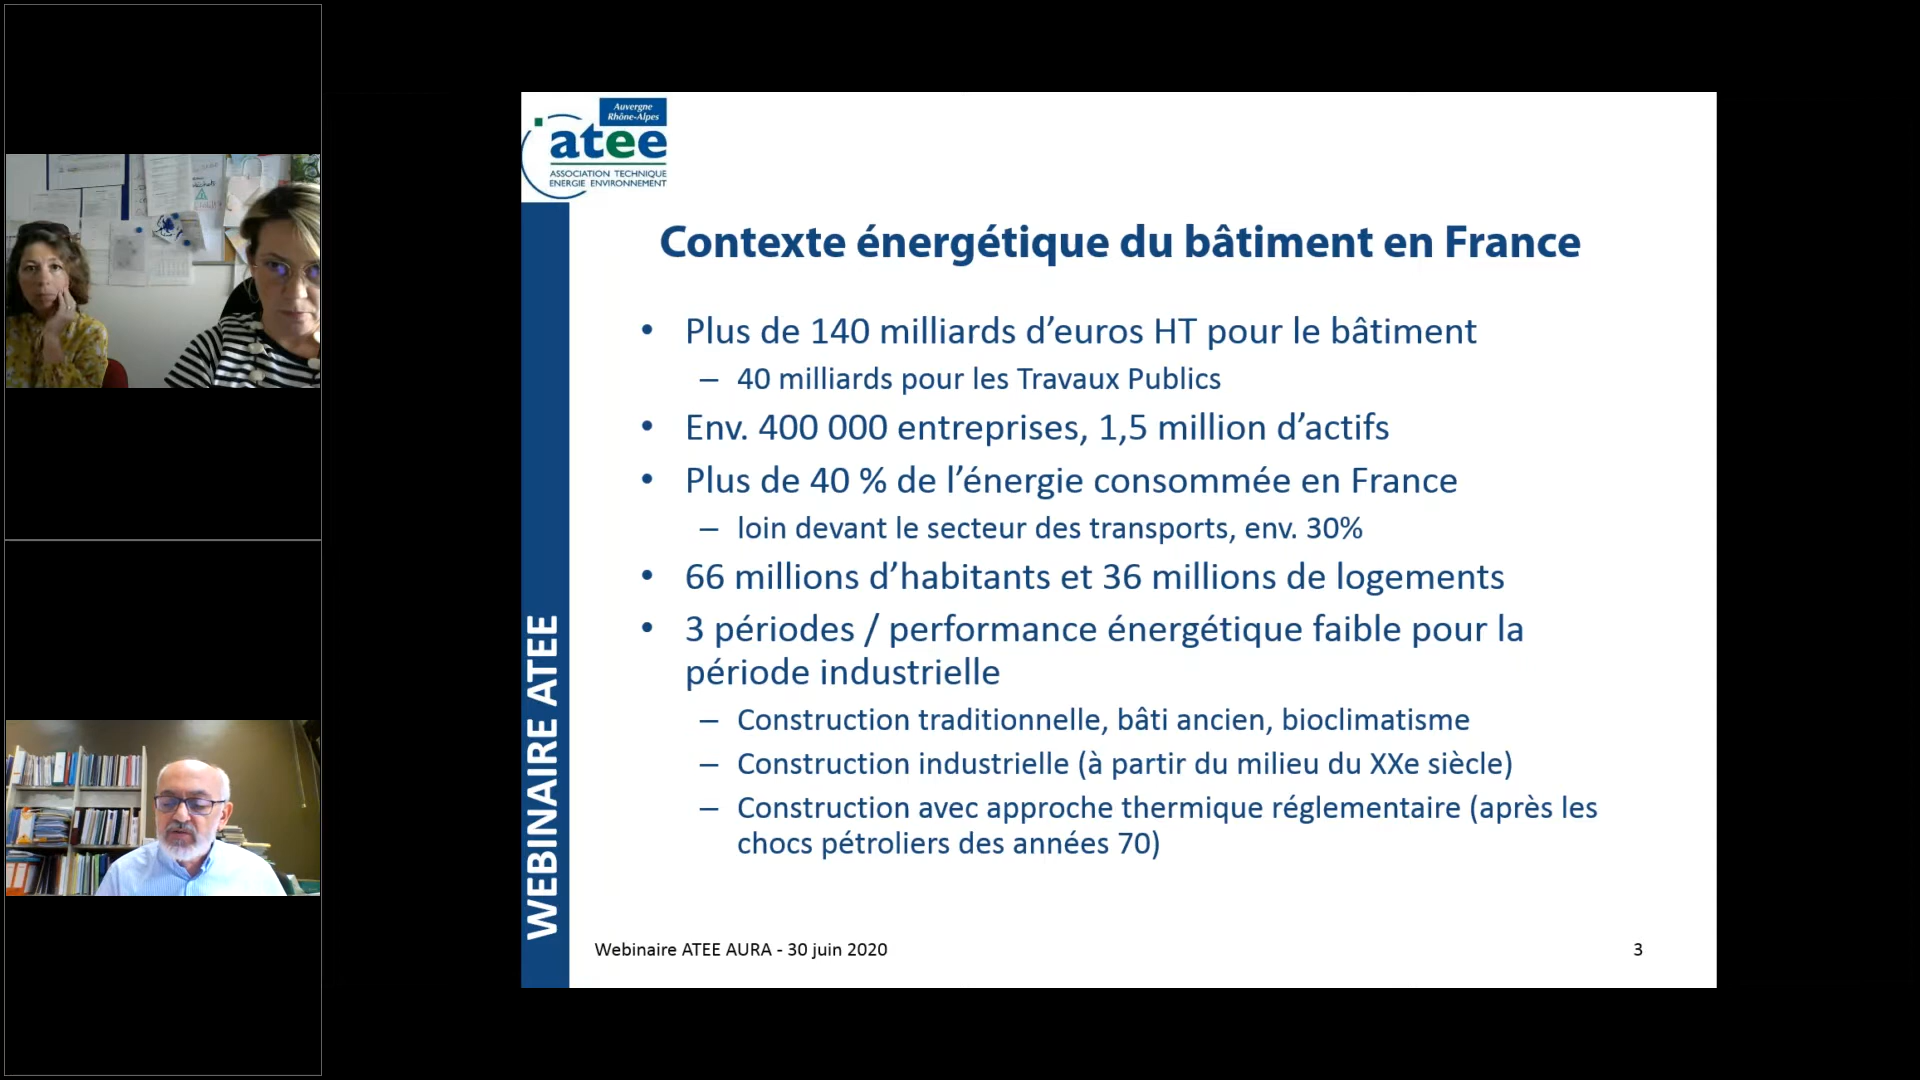 Auvergne
Rhône-Alpes
atee
ASSOCIATION TECHNIQUE
ENERGIE ENVIRONNEMENT
Contexte énergétique du bâtiment en France
• Plus de 140 milliards d’euros HT pour le bâtiment
– 40 milliards pour les Travaux Publics
• Env. 400 000 entreprises, 1,5 million d’actifs
• Plus de 40 % de l’énergie consommée en France
– loin devant le secteur des transports, env. 30%
• 66 millions d’habitants et 36 millions de logements
• 3 périodes / performance énergétique faible pour la
période industrielle
– Construction traditionnelle, bâti ancien, bioclimatisme
– Construction industrielle (à partir du milieu du XXe siècle)
– Construction avec approche thermique réglementaire (après les
chocs pétroliers des années 70)
WEBINAIRE ATEE
Webinaire ATEE AURA - 30 juin 2020
3